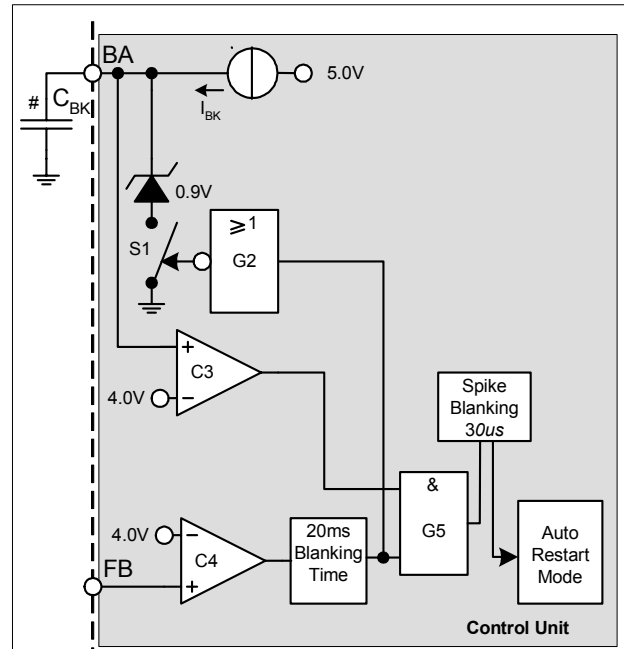 BA
5.0V
# C_BK
I_BK
0.9V
≥1
S1
G2
C3
4.0V
Spike
Blanking
30us
&
4.0V
20ms
Blanking
Time
G5
Auto
Restart
Mode
C4
FB
Control Unit
+
-
-
+